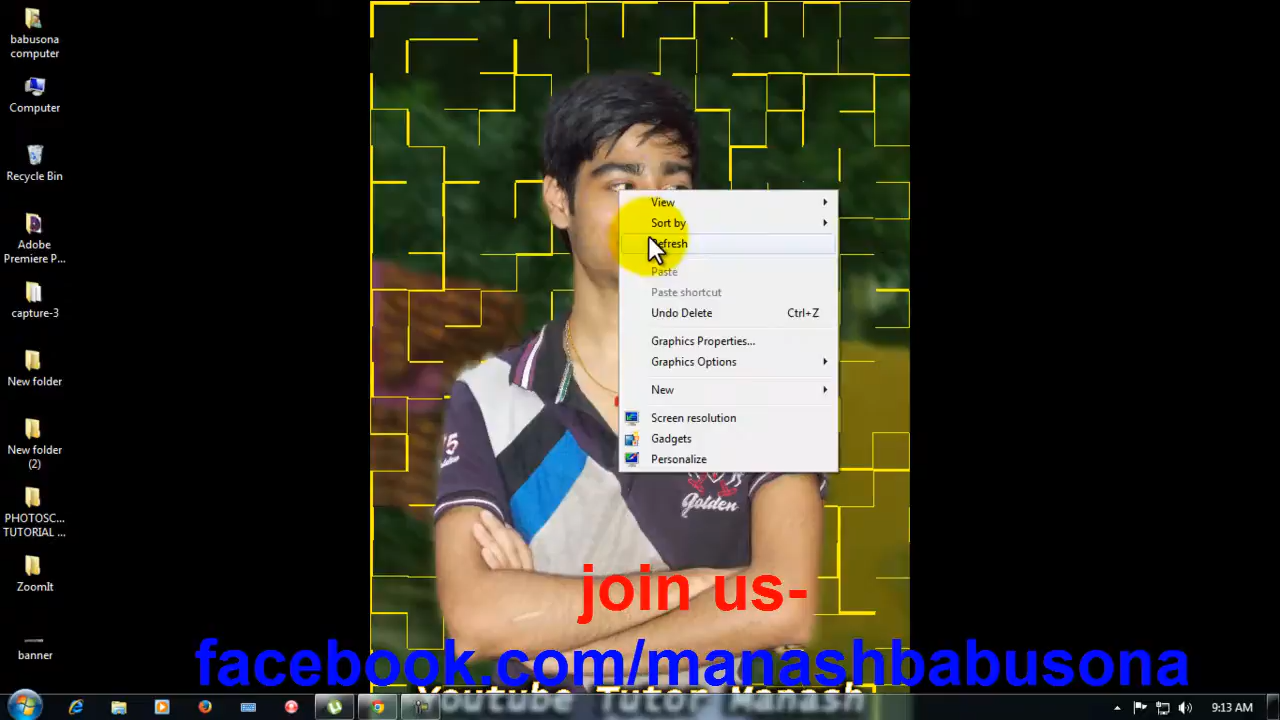 babusona
computer
Computer
Recycle Bin
Adobe
Premiere P...
capture-3
New folder
New folder
(2)
PHOTOSC...
TUTORIAL ...
ZoomIt
banner
View
Sort by
Refresh
Paste
Paste shortcut
Undo Delete Ctrl+Z
Graphics Properties...
Graphics Options
New
Screen resolution
Gadgets
Personalize
Golden
join us-
facebook.com/manashbabusona
Youtube Tutor Manash
9:13 AM